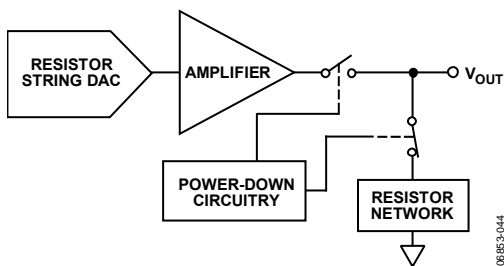 RESISTOR
STRING DAC
AMPLIFIER
VOUT
POWER-DOWN
CIRCUITRY
RESISTOR
NETWORK
06853-044